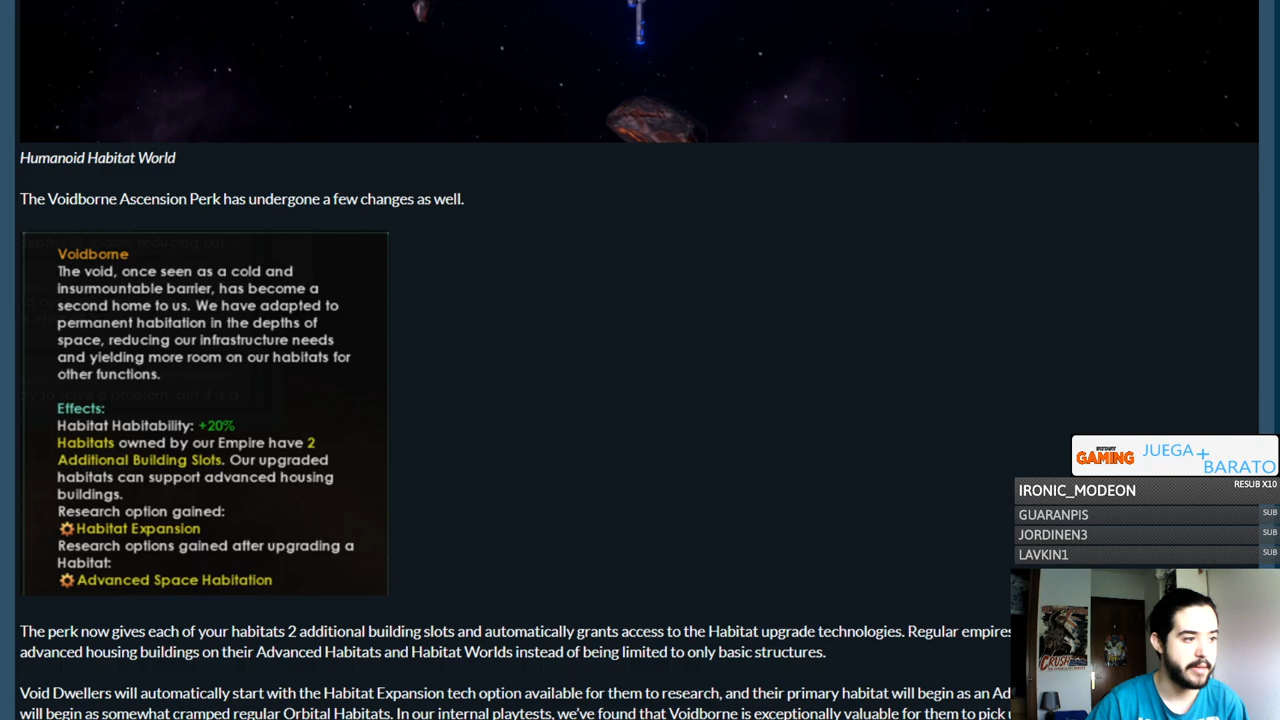 Humanoid Habitat World
The Voidborne Ascension Perk has undergone a few changes as well.
Voidborne
The void, once seen as a cold and
insurmountable barrier, has become a
second home to us. We have adapted to
permanent habitation in the depths of
space, reducing our infrastructure needs
and yielding more room on our habitats for
other functions.
Effects:
Habitat Habitability: +20%
Habitats owned by our Empire have 2
Additional Building Slots. Our upgraded
habitats can support advanced housing
buildings.
Research option gained:
Habitat Expansion
Research options gained after upgrading a
Habitat:
Advanced Space Habitation
INSTANT GAMING JUEGA+
BARATO
IRONIC_MODEON RESUB X10
GUARANPIS SUB
JORDINEN3 SUB
LAVKIN1 SUB
CRUSH
The perk now gives each of your habitats 2 additional building slots and automatically grants access to the Habitat upgrade technologies. Regular empires
advanced housing buildings on their Advanced Habitats and Habitat Worlds instead of being limited to only basic structures.
Void Dwellers will automatically start with the Habitat Expansion tech option available for them to research, and their primary habitat will begin as an Ad
will begin as somewhat cramped regular Orbital Habitats. In our internal playtests, we've found that Voidborne is exceptionally valuable for them to pick